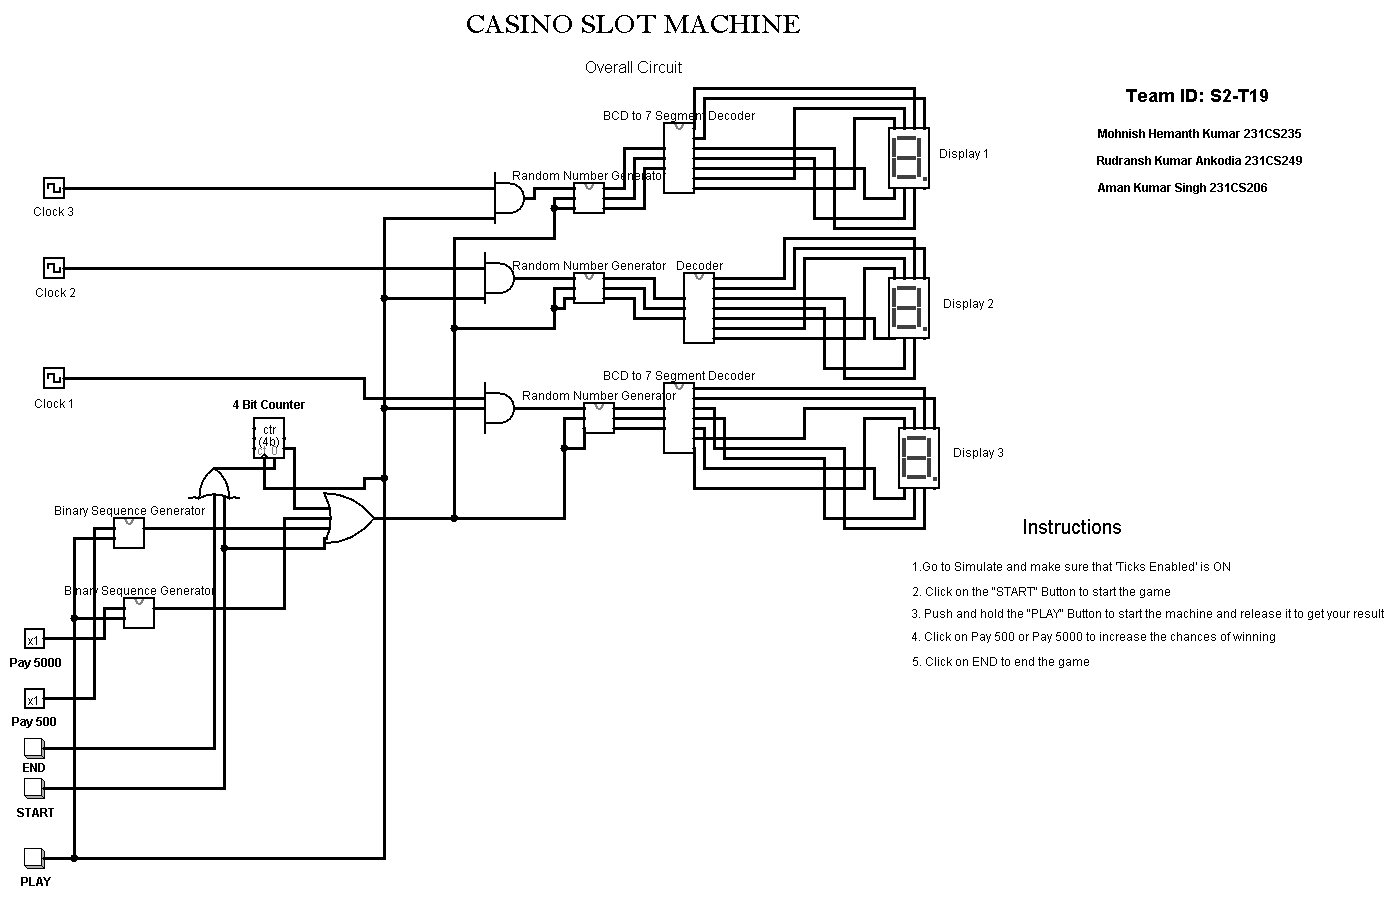 CASINO SLOT MACHINE
Overall Circuit
Team ID: S2-T19
BCD to 7 Segment Decoder
Mohnish Hemanth Kumar 231CS235
Display 1
Rudransh Kumar Ankodia 231CS249
Random Number Generator
Aman Kumar Singh 231CS206
Clock 3
Random Number Generator
Decoder
Clock 2
Display 2
BCD to 7 Segment Decoder
Random Number Generator
Clock 1
4 Bit Counter
ctr
(4b)
ct 0
Display 3
Binary Sequence Generator
Instructions
1.Go to Simulate and make sure that 'Ticks Enabled' is ON
Binary Sequence Generator
2. Click on the "START" Button to start the game
3. Push and hold the "PLAY" Button to start the machine and release it to get your result
x1
4. Click on Pay 500 or Pay 5000 to increase the chances of winning
Pay 5000
5. Click on END to end the game
x1
Pay 500
END
START
PLAY